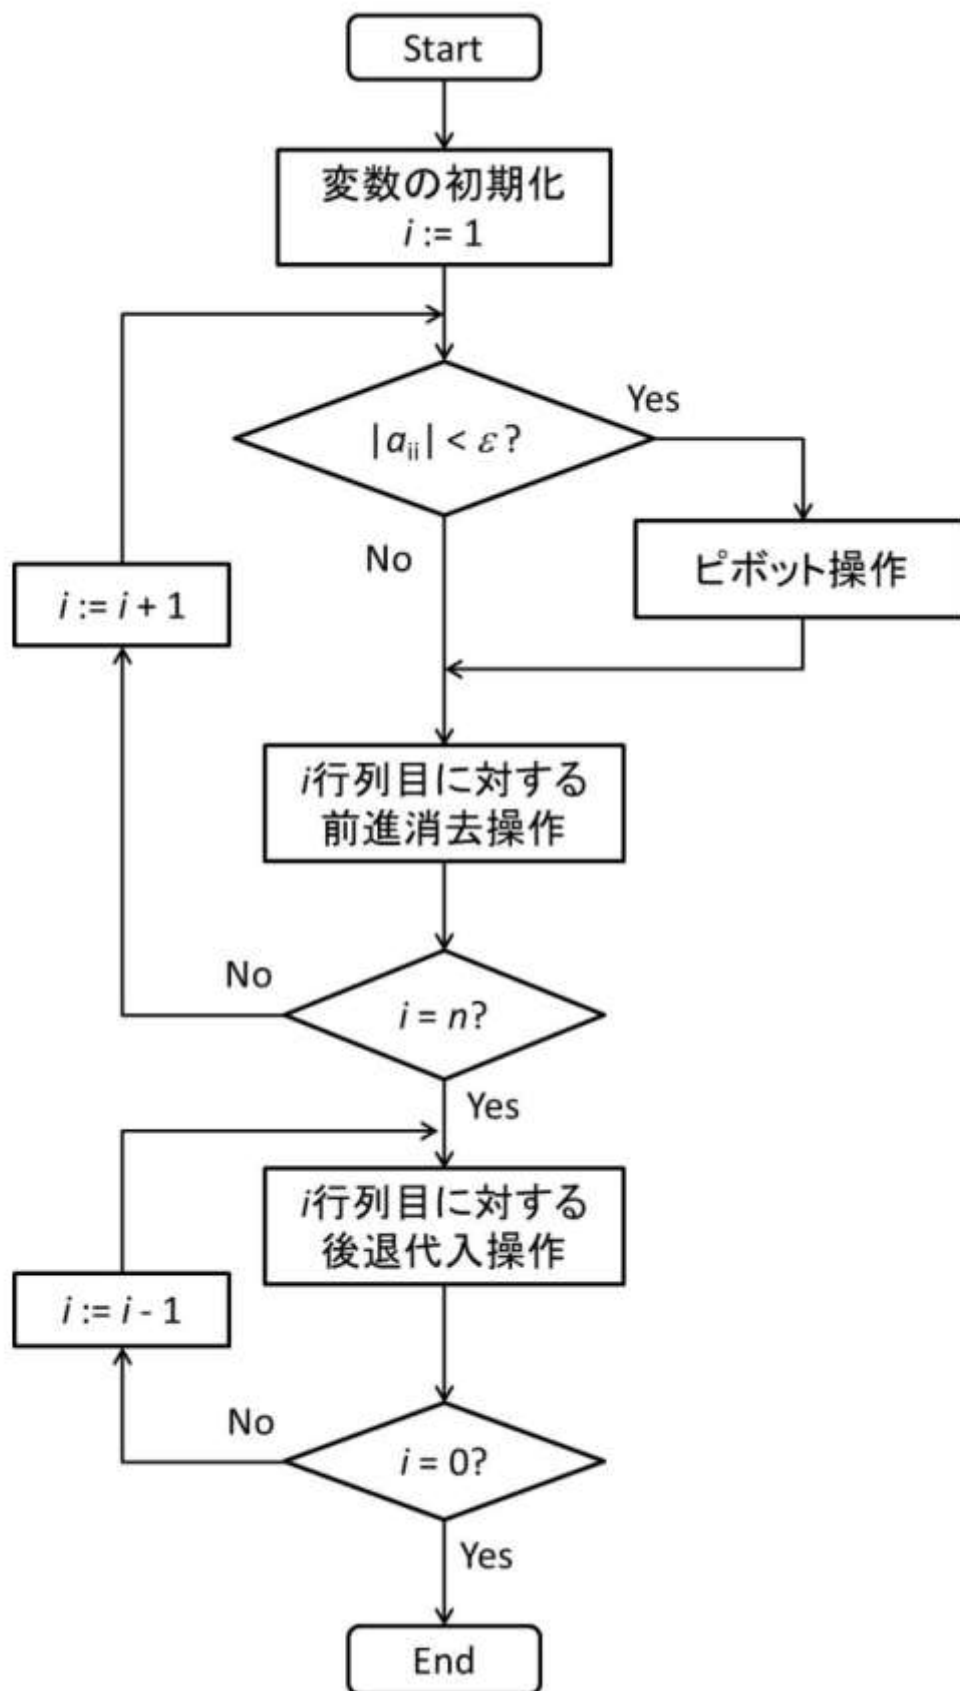 Start
変数の初期化
i := 1
|aii| < ε?
Yes
No
ピボット操作
i := i + 1
i行列目に対する
前進消去操作
No
i = n?
Yes
i行列目に対する
後退代入操作
i := i - 1
No
i = 0?
Yes
End